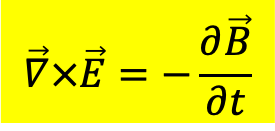 ∇⃗×E⃗ = −∂B⃗/∂t